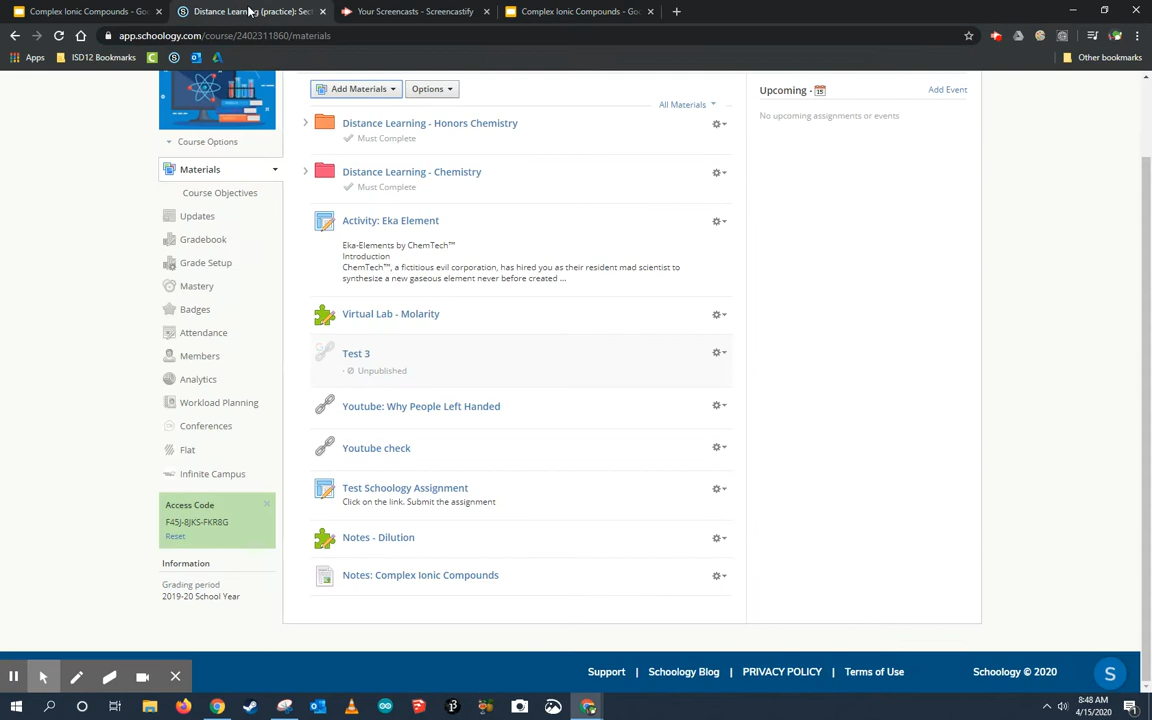 Complex Ionic Compounds - Goo
Distance Learning (practice): Sect
Your Screencasts - Screencastify
Complex Ionic Compounds - Goo
app.schoology.com/course/2402311860/materials
Apps
ISD12 Bookmarks
Other bookmarks
Add Materials
Options
All Materials
Upcoming ·
15
Add Event
No upcoming assignments or events
Course Options
Materials
Course Objectives
Updates
Gradebook
Grade Setup
Mastery
Badges
Attendance
Members
Analytics
Workload Planning
Conferences
Flat
Infinite Campus
Access Code
F45J-8JKS-FKR8G
Reset
Information
Grading period
2019-20 School Year
Distance Learning - Honors Chemistry
Must Complete
Distance Learning - Chemistry
Must Complete
Activity: Eka Element
Eka-Elements by ChemTech™
Introduction
ChemTech™, a fictitious evil corporation, has hired you as their resident mad scientist to
synthesize a new gaseous element never before created ...
Virtual Lab - Molarity
Test 3
· Unpublished
Youtube: Why People Left Handed
Youtube check
Test Schoology Assignment
Click on the link. Submit the assignment
Notes - Dilution
Notes: Complex Ionic Compounds
Support
Schoology Blog
PRIVACY POLICY
Terms of Use
Schoology © 2020
S
8:48 AM
4/15/2020